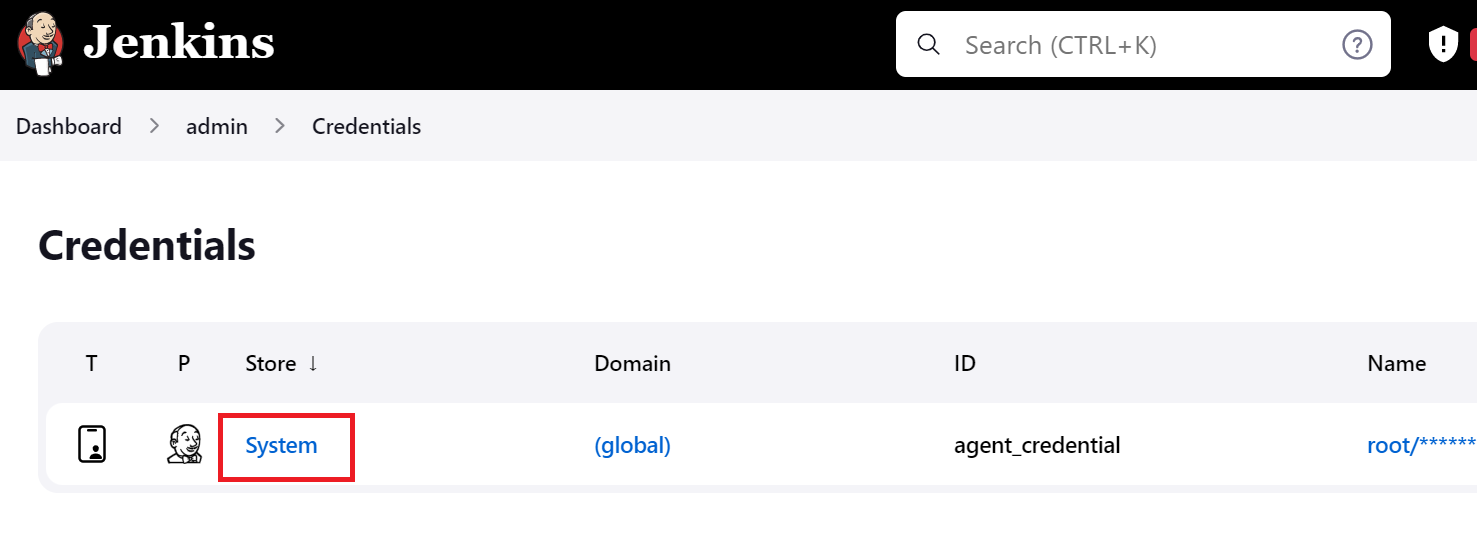 Jenkins
Search (CTRL+K)
Dashboard admin Credentials
Credentials
T P Store ↓ Domain ID Name
System (global) agent_credential root/******